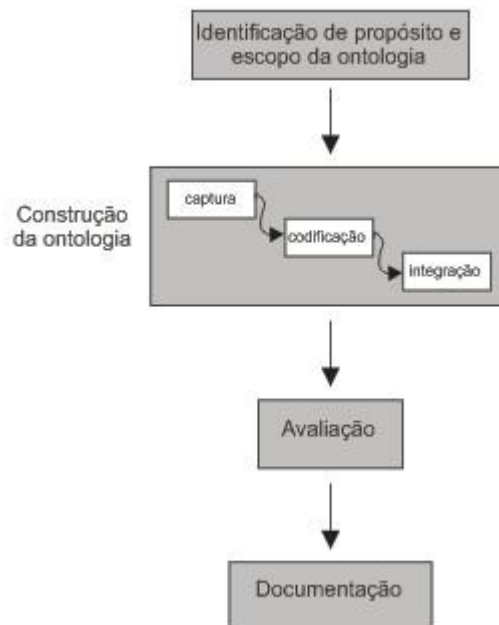 Identificação de propósito e
escopo da ontologia
Construção
da ontologia
captura
codificação
integração
Avaliação
Documentação